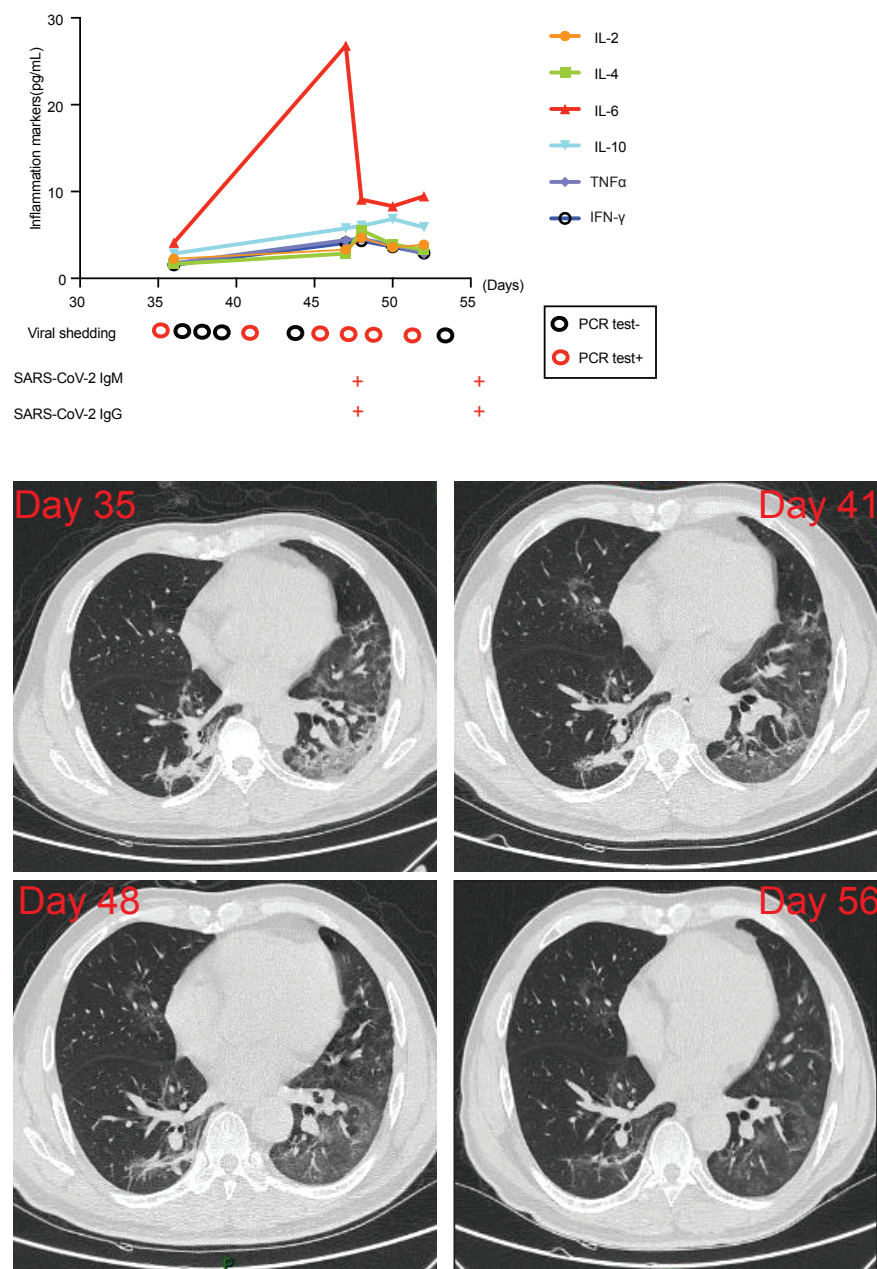 30
20
10
0
Inflammation markers(pg/mL)
30 35 40 45 50 55 (Days)
IL-2
IL-4
IL-6
IL-10
TNFα
IFN-γ
Viral shedding
PCR test-
PCR test+
SARS-CoV-2 IgM + +
SARS-CoV-2 IgG + +
Day 35
Day 41
Day 48
Day 56
P